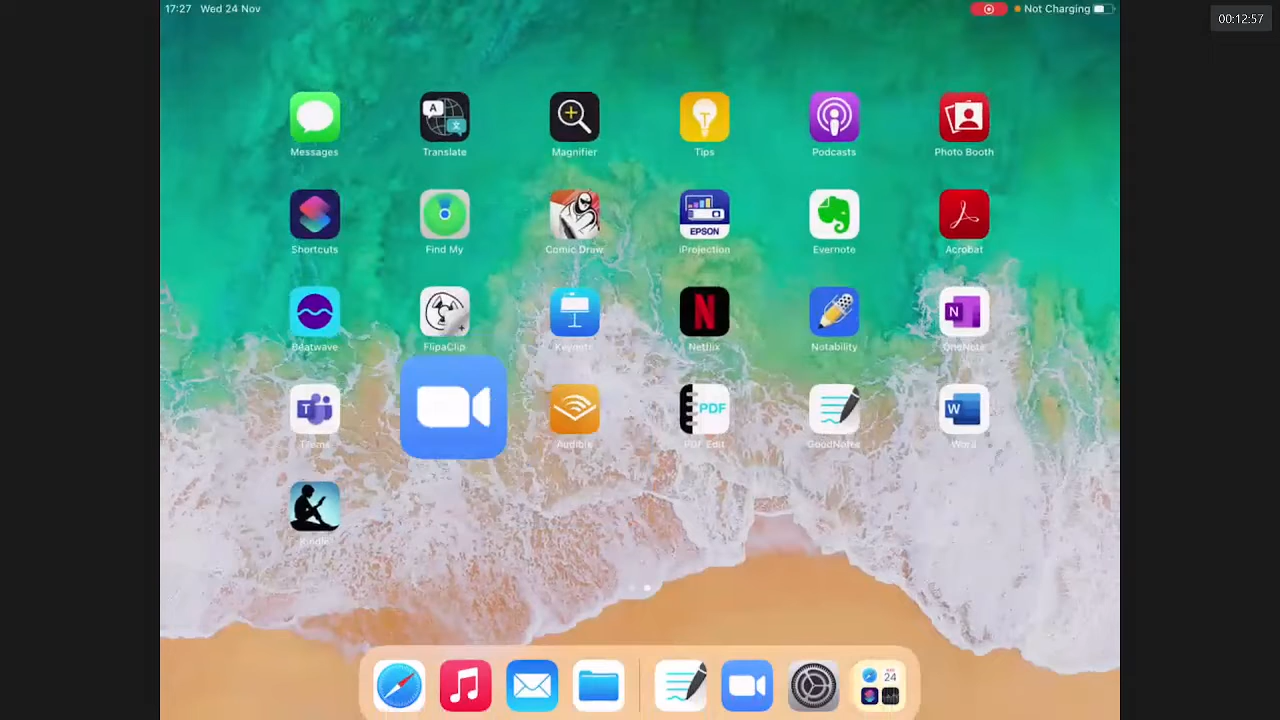 17:27 Wed 24 Nov
Not Charging
00:12:57
Messages Translate Magnifier Tips Podcasts Photo Booth
A
T
EPSON
Shortcuts Find My Comic Draw iProjection Evernote Acrobat
N N
Beatwave FlipaClip Keynote Netflix Notability OneNote
T PDF W
Teams Audible PDF Edit GoodNotes Word
Kindle
24